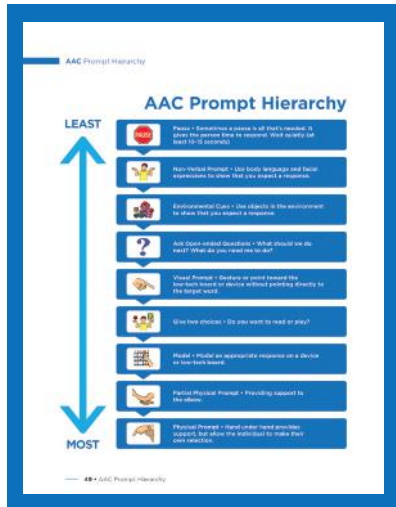 AAC Prompt Hierarchy
AAC Prompt Hierarchy
LEAST
PAUSE
Pause • Sometimes a pause is all that's needed. It
gives the person time to respond. Wait quietly (at
least 10-15 seconds)
Non-Verbal Prompt • Use body language and facial
expressions to show that you expect a response.
Environmental Cues • Use objects in the environment
to show that you expect a response.
?
Ask Open-ended Questions • What should we do
next? What do you need me to do?
Visual Prompt • Gesture or point toward the
low-tech board or device without pointing directly to
the target word.
Give two choices • Do you want to read or play?
Model • Model an appropriate response on a device
or low-tech board.
Partial Physical Prompt • Providing support to
the elbow.
Physical Prompt • Hand under hand provides
support, but allow the individual to make their
own selection.
MOST
49 • AAC Prompt Hierarchy